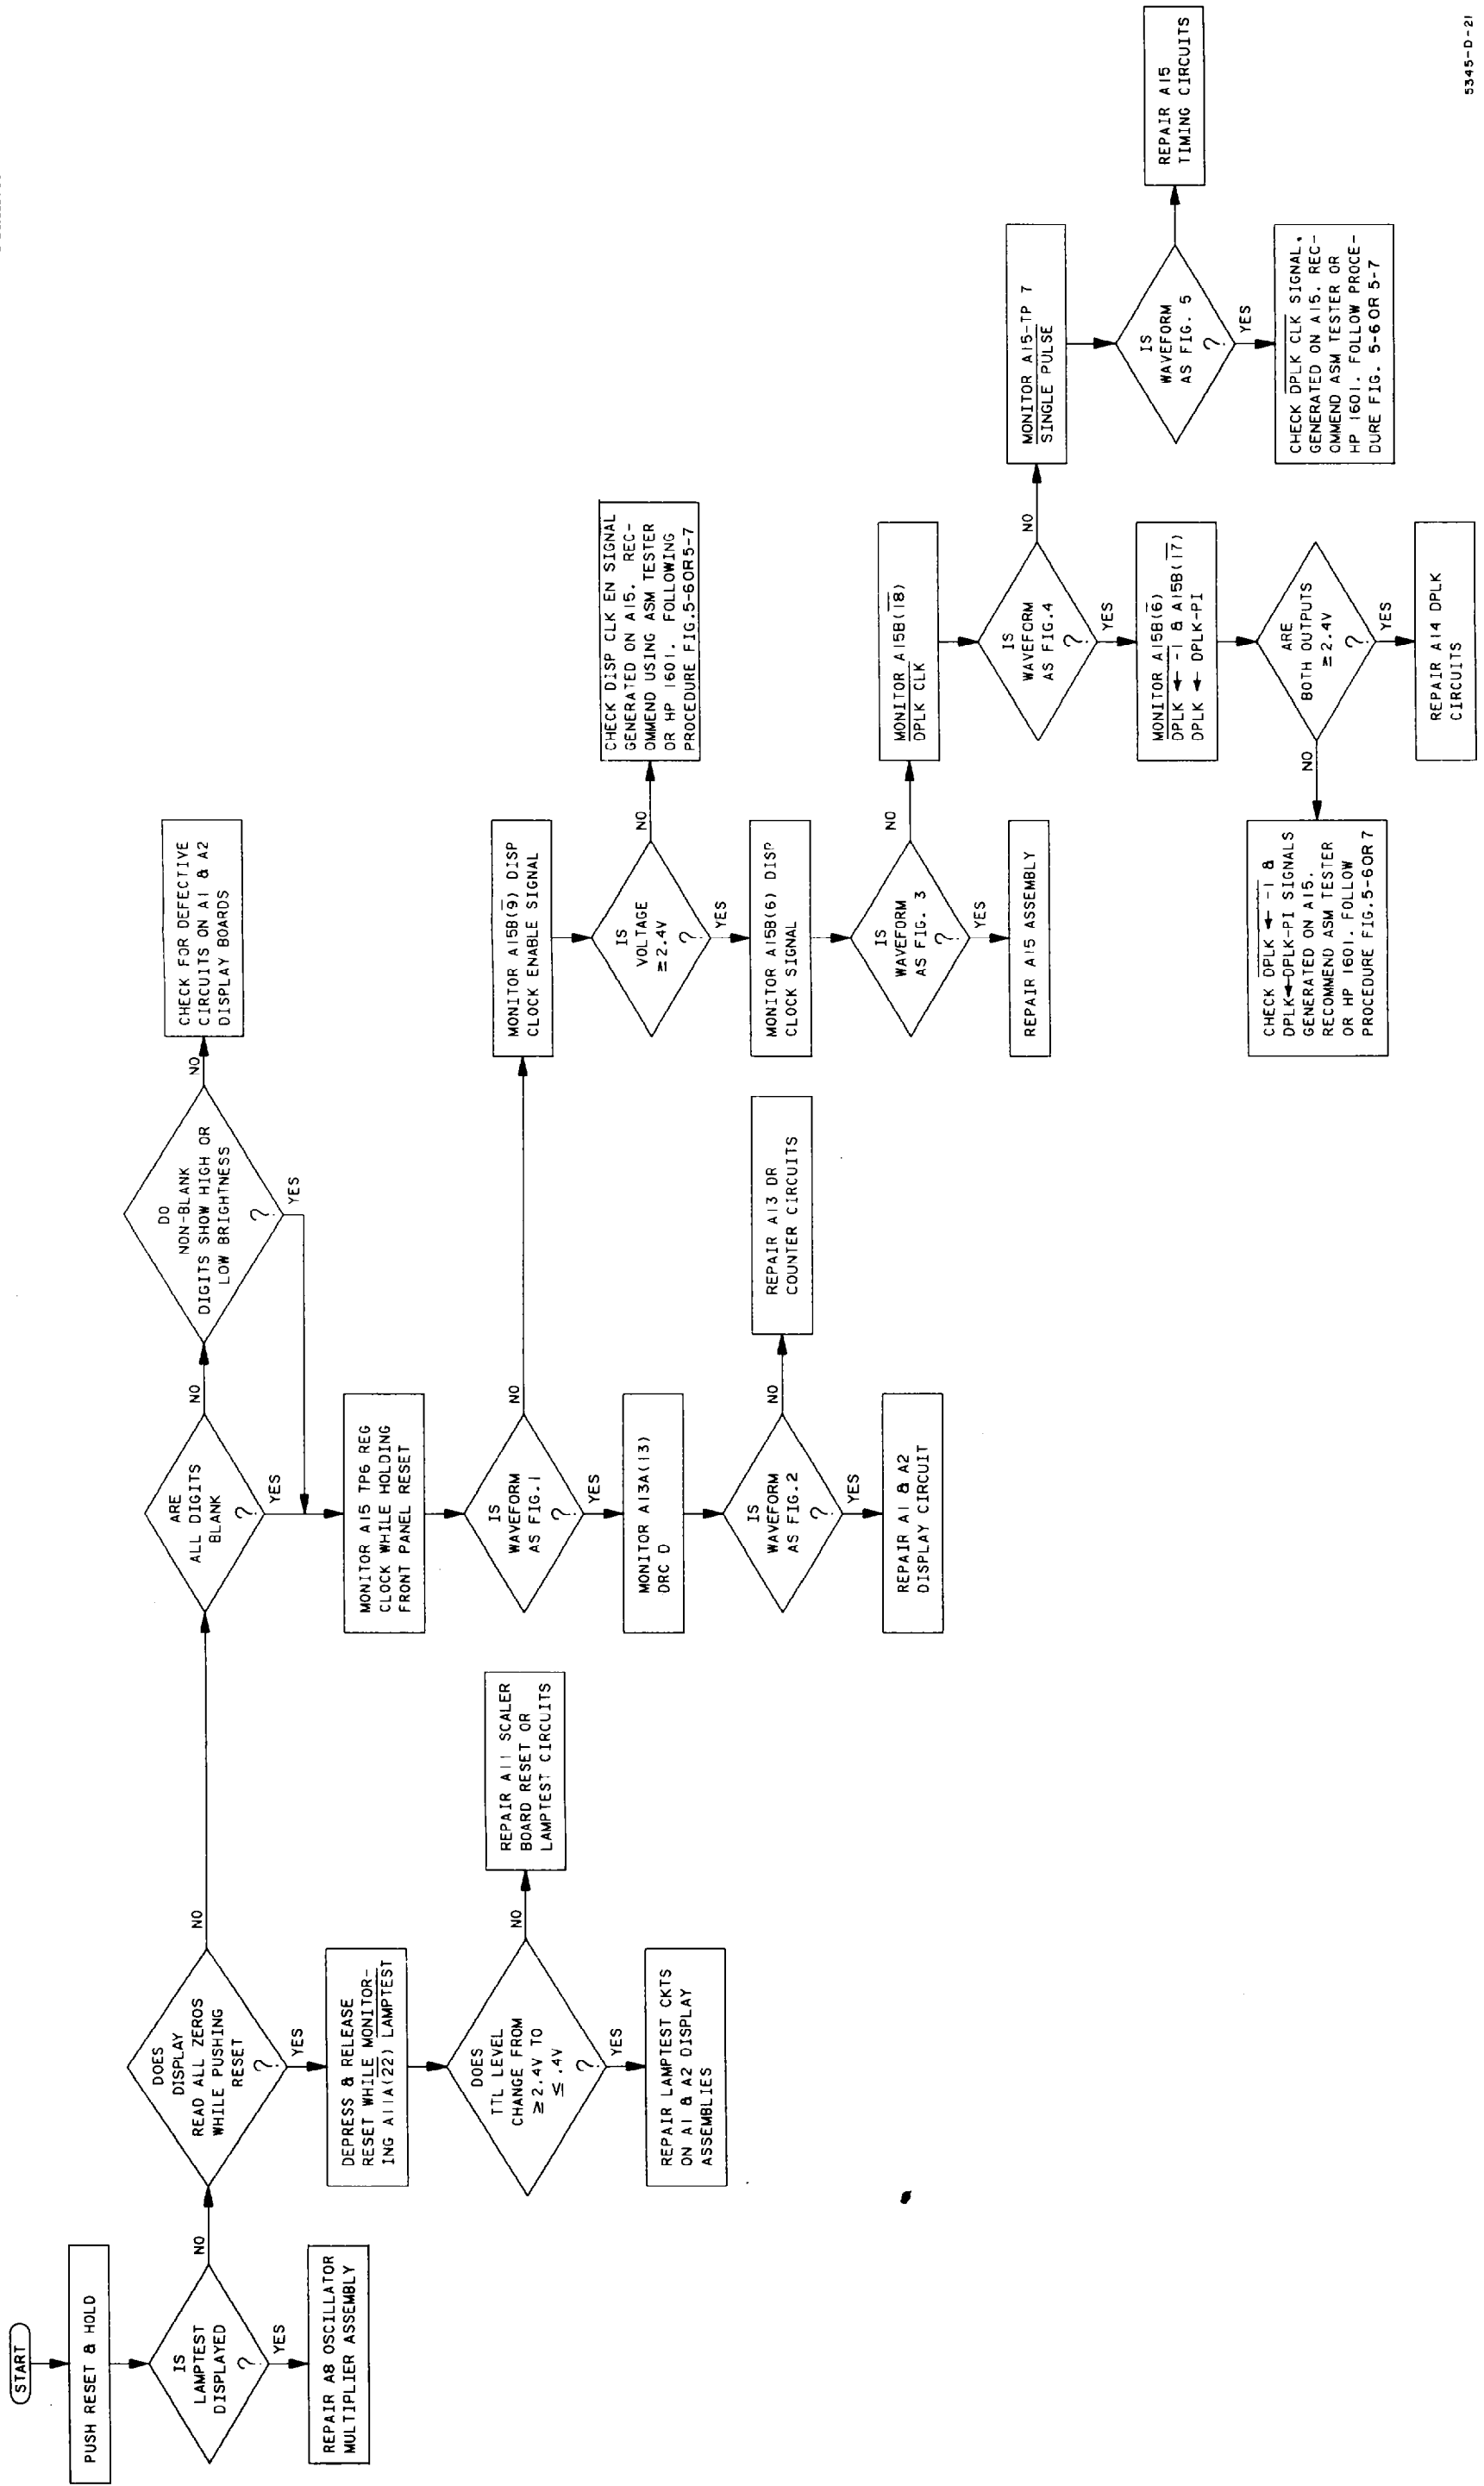 START
PUSH RESET & HOLD
IS
LAMPTEST
DISPLAYED
?
NO
YES
REPAIR A8 OSCILLATOR
MULTIPLIER ASSEMBLY
DOES
DISPLAY
READ ALL ZEROS
WHILE PUSHING
RESET
?
NO
YES
DEPRESS & RELEASE
RESET WHILE MONITOR-
ING A11A(22) LAMPTEST
DOES
TTL LEVEL
CHANGE FROM
≥2.4V TO
≤.4V
?
NO
YES
REPAIR A11 SCALER
BOARD RESET OR
LAMPTEST CIRCUITS
REPAIR LAMPTEST CKTS
ON A1 & A2 DISPLAY
ASSEMBLIES
ARE
ALL DIGITS
BLANK
?
NO
YES
DO
NON-BLANK
DIGITS SHOW HIGH OR
LOW BRIGHTNESS
?
NO
YES
CHECK FOR DEFECTIVE
CIRCUITS ON A1 & A2
DISPLAY BOARDS
MONITOR A15 TP6 REG
CLOCK WHILE HOLDING
FRONT PANEL RESET
IS
WAVEFORM
AS FIG.1
?
NO
YES
MONITOR A13A(13)
DRC D
IS
WAVEFORM
AS FIG.2
?
NO
YES
REPAIR A13 DR
COUNTER CIRCUITS
REPAIR A1 & A2
DISPLAY CIRCUIT
MONITOR A15B(9̅) DISP
CLOCK ENABLE SIGNAL
IS
VOLTAGE
≥2.4V
?
NO
YES
CHECK DISP CLK EN SIGNAL
GENERATED ON A15. REC-
OMMEND USING ASM TESTER
OR HP 1601. FOLLOWING
PROCEDURE FIG.5-6OR5-7
MONITOR A15B(6) DISP
CLOCK SIGNAL
IS
WAVEFORM
AS FIG. 3
?
NO
YES
REPAIR A15 ASSEMBLY
MONITOR A15B(1̅8̅)
DPLK CLK
IS
WAVEFORM
AS FIG.4
?
NO
YES
MONITOR A15B(6̅)
DPLK ← -1 & A15B(1̅7̅)
DPLK ← DPLK-PI
ARE
BOTH OUTPUTS
≥2.4V
?
NO
YES
CHECK DPLK ← -1 &
DPLK←DPLK-PI SIGNALS
GENERATED ON A15.
RECOMMEND ASM TESTER
OR HP 1601. FOLLOW
PROCEDURE FIG.5-6OR7
REPAIR A14 DPLK
CIRCUITS
MONITOR A15-TP 7
SINGLE PULSE
IS
WAVEFORM
AS FIG. 5
?
YES
REPAIR A15
TIMING CIRCUITS
CHECK DPLK CLK SIGNAL,
GENERATED ON A15. REC-
OMMEND ASM TESTER OR
HP 1601. FOLLOW PROCE-
DURE FIG. 5-6 OR 5-7
5345-D-21